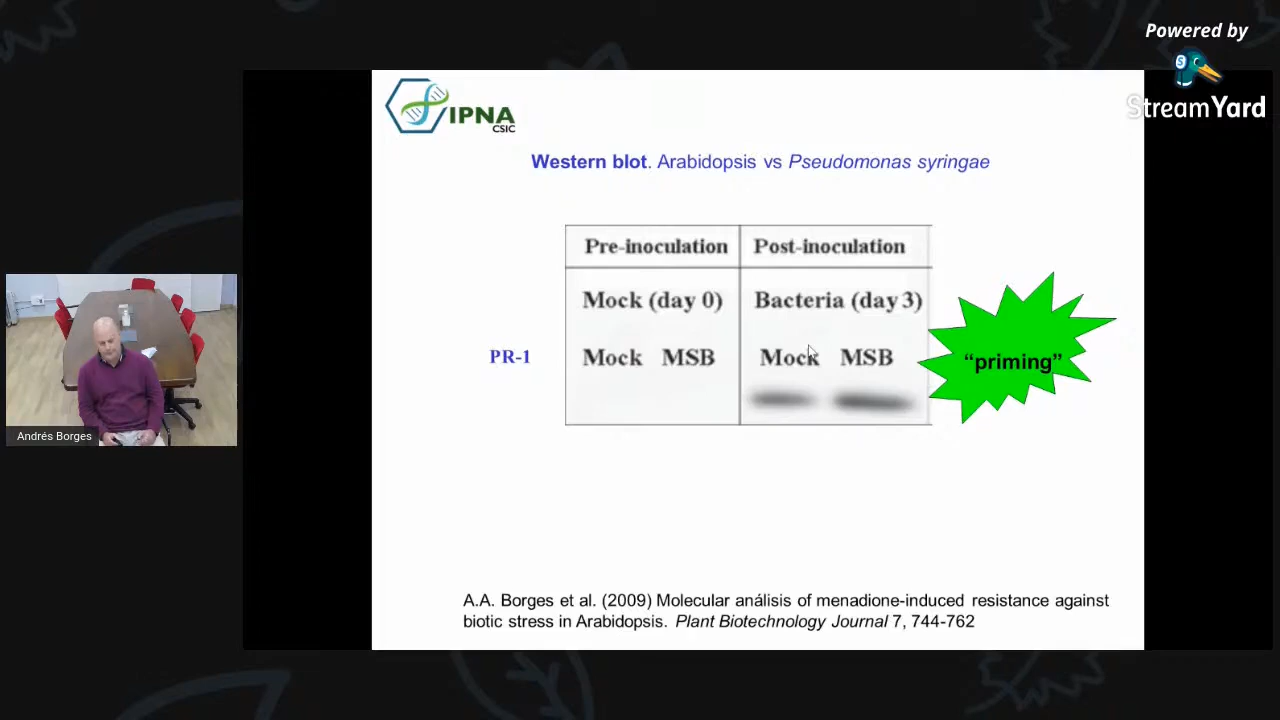 Powered by
StreamYard
IPNA
CSIC
Western blot. Arabidopsis vs Pseudomonas syringae
Pre-inoculation Post-inoculation
Mock (day 0) Bacteria (day 3)
PR-1 Mock MSB Mock MSB
“priming”
Andrés Borges
A.A. Borges et al. (2009) Molecular análisis of menadione-induced resistance against
biotic stress in Arabidopsis. Plant Biotechnology Journal 7, 744-762